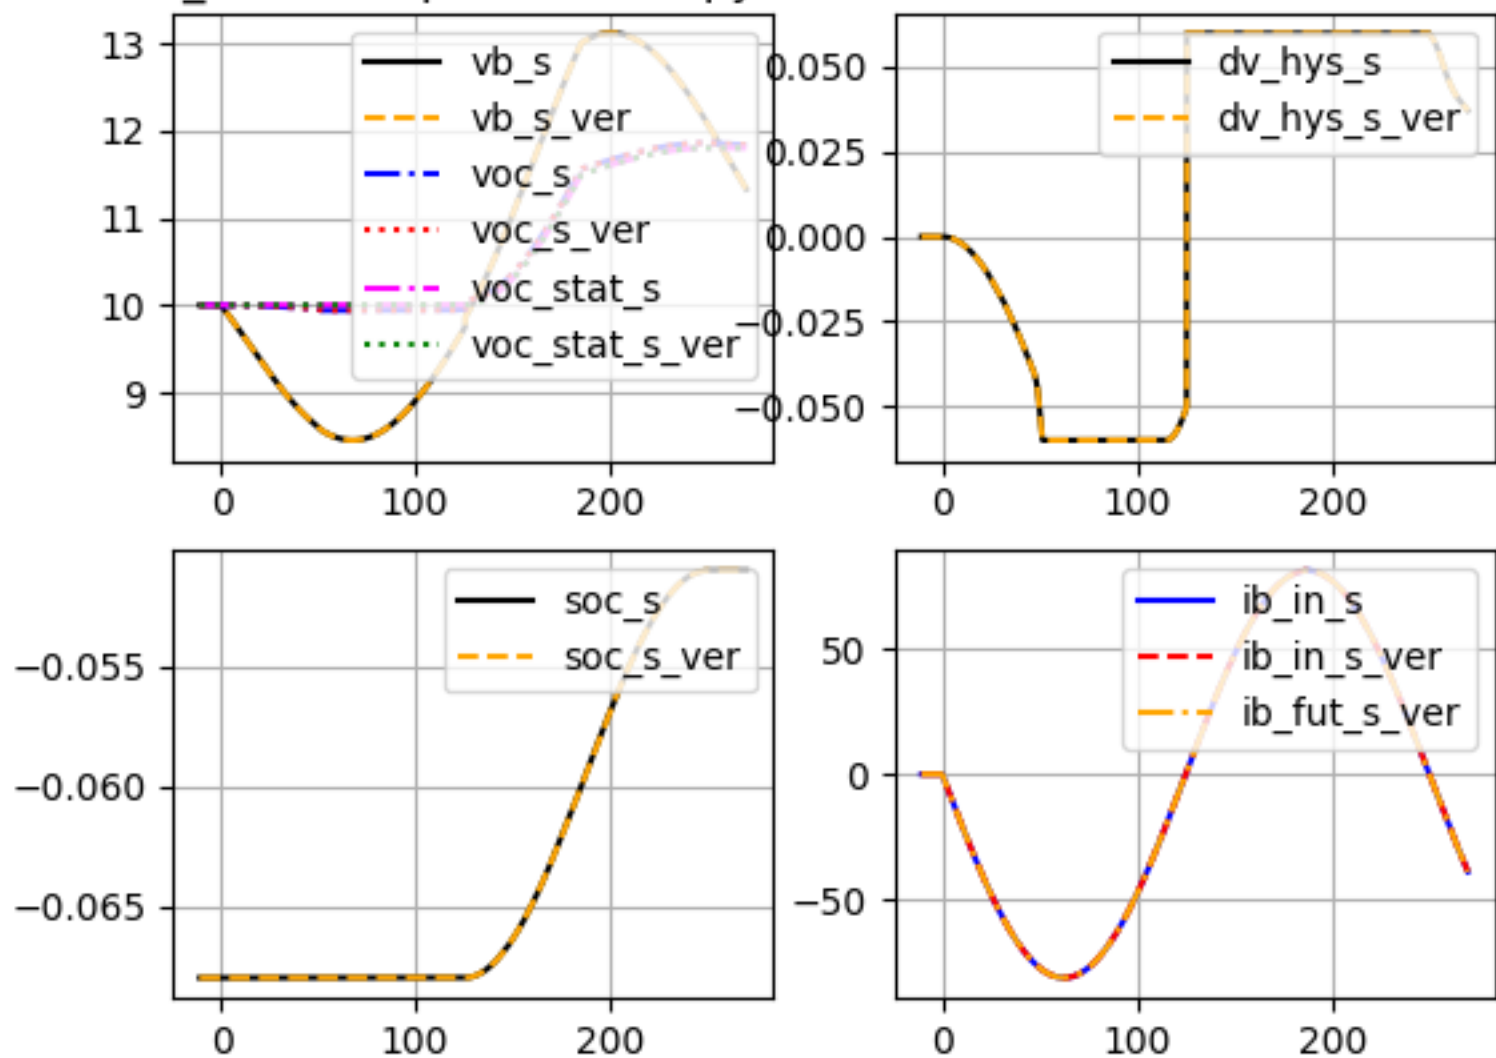 13
12
11
10
9
0
100
200
vb_s
vb_s_ver
voc_s
voc_s_ver
voc_stat_s
voc_stat_s_ver
0.050
0.025
0.000
−0.025
−0.050
0
100
200
dv_hys_s
dv_hys_s_ver
−0.055
−0.060
−0.065
0
100
200
soc_s
soc_s_ver
50
0
−50
0
100
200
ib_in_s
ib_in_s_ver
ib_fut_s_ver